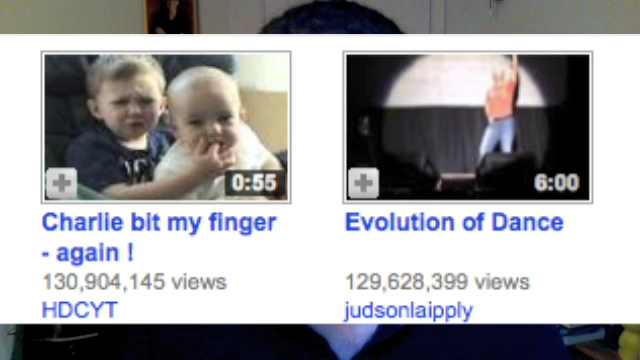 0:55
6:00
Charlie bit my finger
- again !
130,904,145 views
HDCYT
Evolution of Dance
129,628,399 views
judsonlaipply